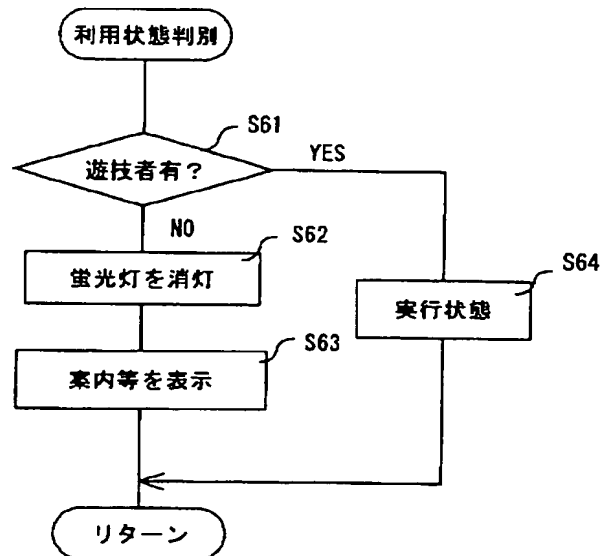 利用状態判別
S61
遊技者有？
YES
NO
S62
蛍光灯を消灯
S64
実行状態
S63
案内等を表示
リターン